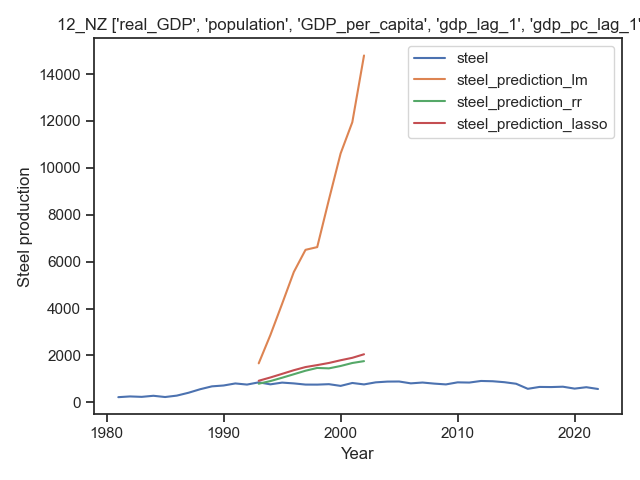 12_NZ ['real_GDP', 'population', 'GDP_per_capita', 'gdp_lag_1', 'gdp_pc_lag_1'
steel
steel_prediction_lm
steel_prediction_rr
steel_prediction_lasso
14000
12000
10000
8000
6000
4000
2000
0
Steel production
1980
1990
2000
2010
2020
Year